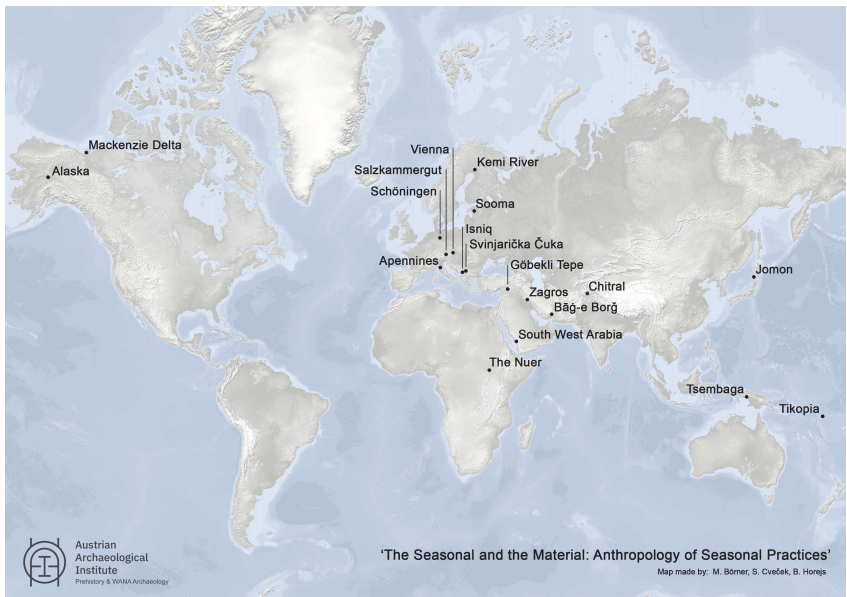 Mackenzie Delta
Alaska
Vienna
Salzkammergut
Schöningen
Kemi River
Sooma
Isniq
Svinjarička Čuka
Apennines
Göbekli Tepe
Zagros
Chitral
Bāğ-e Borğ
Jomon
South West Arabia
The Nuer
Tsembaga
Tikopia
Austrian
Archaeological
Institute
Prehistory & WANA Archaeology
'The Seasonal and the Material: Anthropology of Seasonal Practices'
Map made by: M. Börner, S. Cveček, B. Horejs